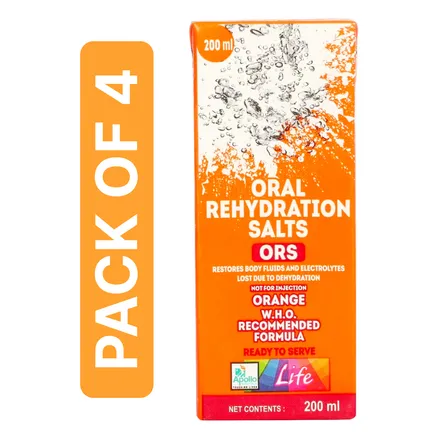 PACK OF 4
200 ml
ORAL
REHYDRATION
SALTS
ORS
RESTORES BODY FLUIDS AND ELECTROLYTES
LOST DUE TO DEHYDRATION
NOT FOR INJECTION
ORANGE
W.H.O.
RECOMMENDED
FORMULA
READY TO SERVE
Apollo
Life
NET CONTENTS : 200 ml